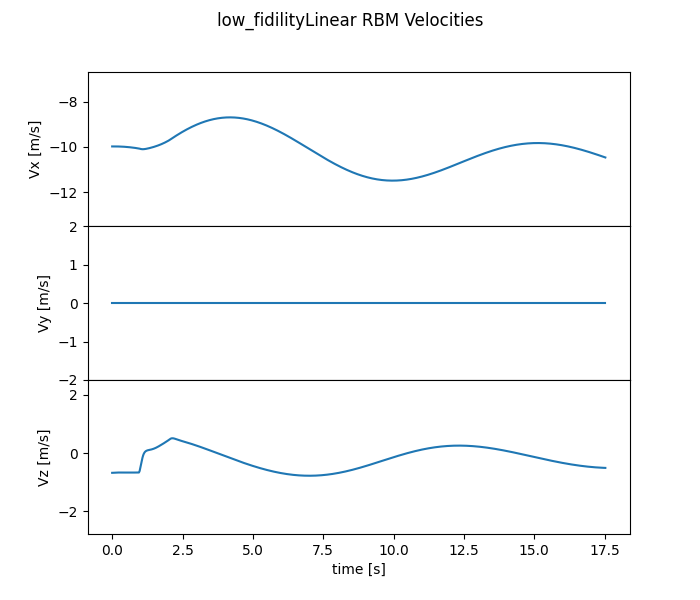 low_fidilityLinear RBM Velocities
Vx [m/s]
−8
−10
−12
Vy [m/s]
2
1
0
−1
−2
Vz [m/s]
2
0
−2
0.0 2.5 5.0 7.5 10.0 12.5 15.0 17.5
time [s]